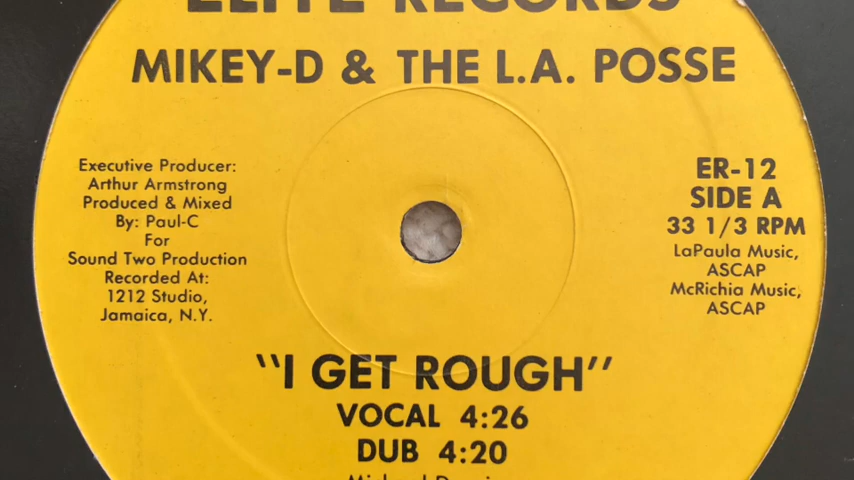 ELITE RECORDS
MIKEY-D & THE L.A. POSSE
Executive Producer:
Arthur Armstrong
Produced & Mixed
By: Paul-C
For
Sound Two Production
Recorded At:
1212 Studio,
Jamaica, N.Y.
ER-12
SIDE A
33 1/3 RPM
LaPaula Music,
ASCAP
McRichia Music,
ASCAP
"I GET ROUGH"
VOCAL 4:26
DUB 4:20